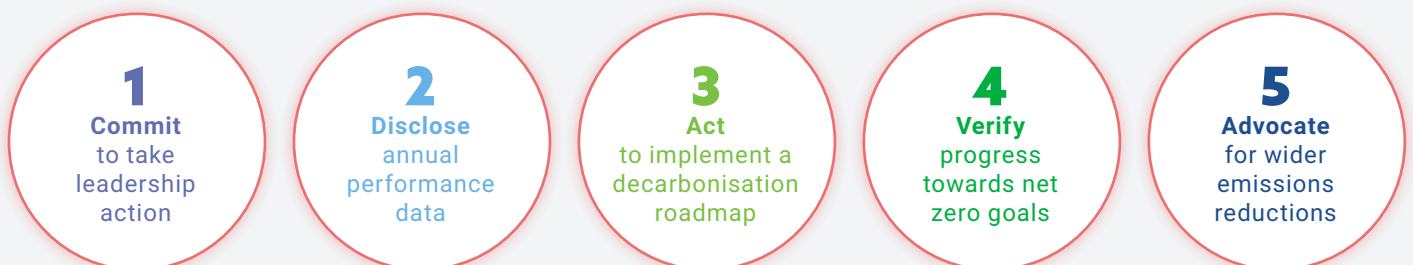 1
Commit
to take
leadership
action
2
Disclose
annual
performance
data
3
Act
to implement a
decarbonisation
roadmap
4
Verify
progress
towards net
zero goals
5
Advocate
for wider
emissions
reductions